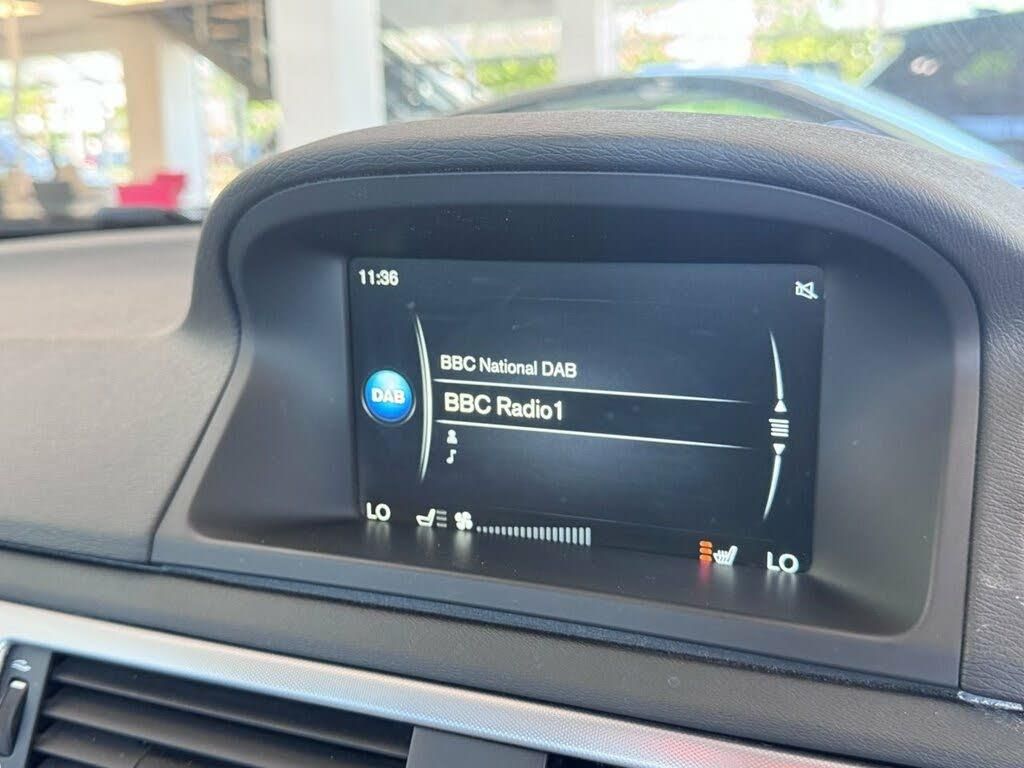 11:36
BBC National DAB
DAB
BBC Radio1
LO
LO